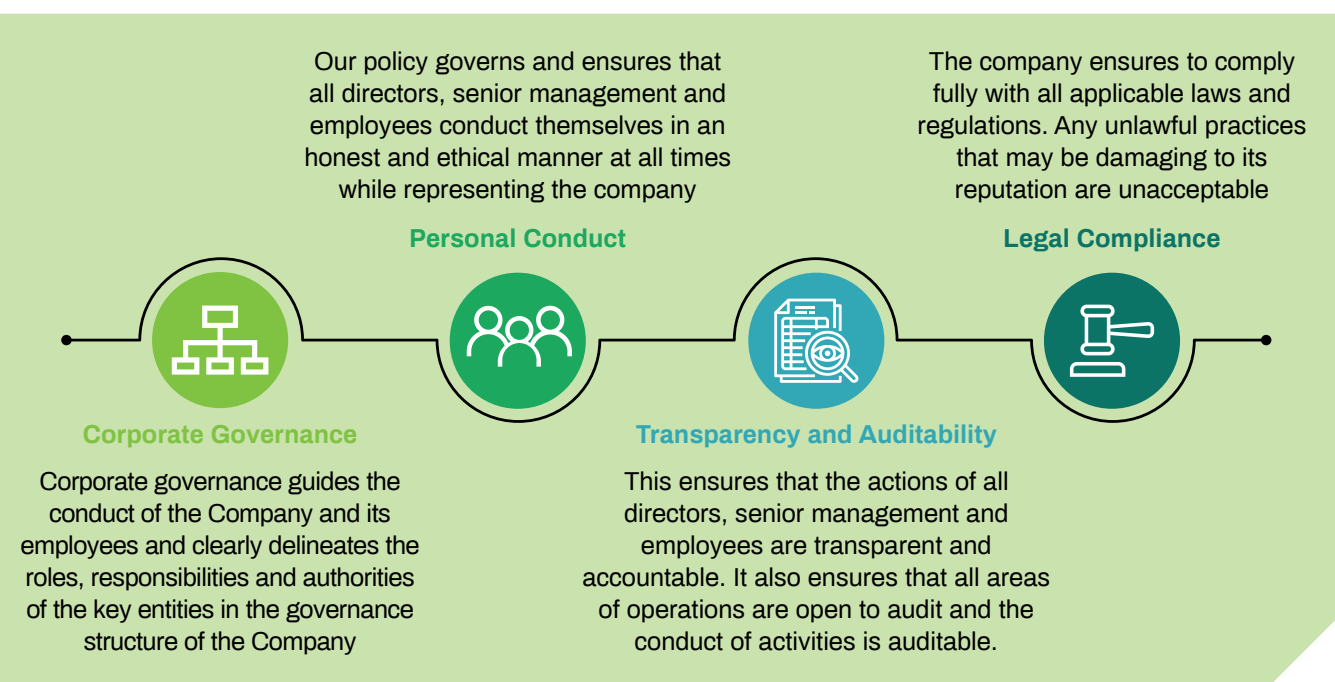 Our policy governs and ensures that
all directors, senior management and
employees conduct themselves in an
honest and ethical manner at all times
while representing the company
Personal Conduct
The company ensures to comply
fully with all applicable laws and
regulations. Any unlawful practices
that may be damaging to its
reputation are unacceptable
Legal Compliance
Corporate Governance
Corporate governance guides the
conduct of the Company and its
employees and clearly delineates the
roles, responsibilities and authorities
of the key entities in the governance
structure of the Company
Transparency and Auditability
This ensures that the actions of all
directors, senior management and
employees are transparent and
accountable. It also ensures that all areas
of operations are open to audit and the
conduct of activities is auditable.